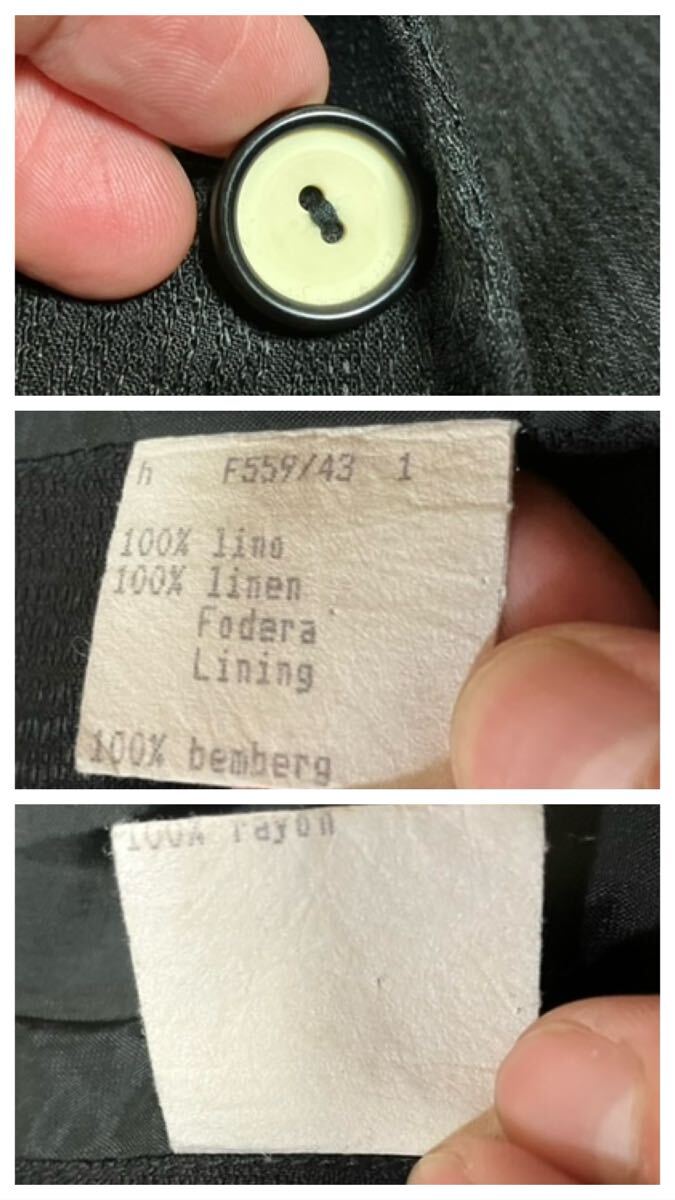 h F559/43 1
100% lino
100% linen
Fodera
Lining
100% bemberg
100% rayon